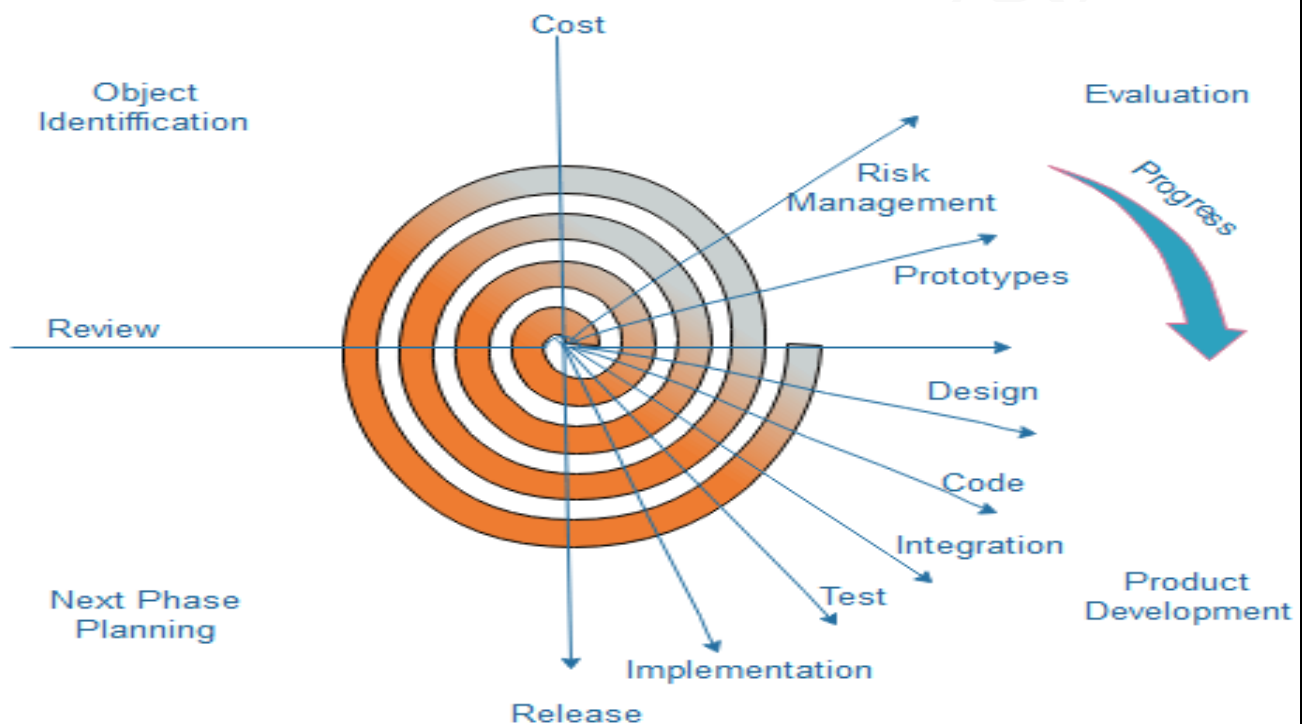 Cost
Object
Identiffication
Evaluation
Risk
Management
Progress
Prototypes
Review
Design
Code
Integration
Test
Product
Development
Next Phase
Planning
Implementation
Release